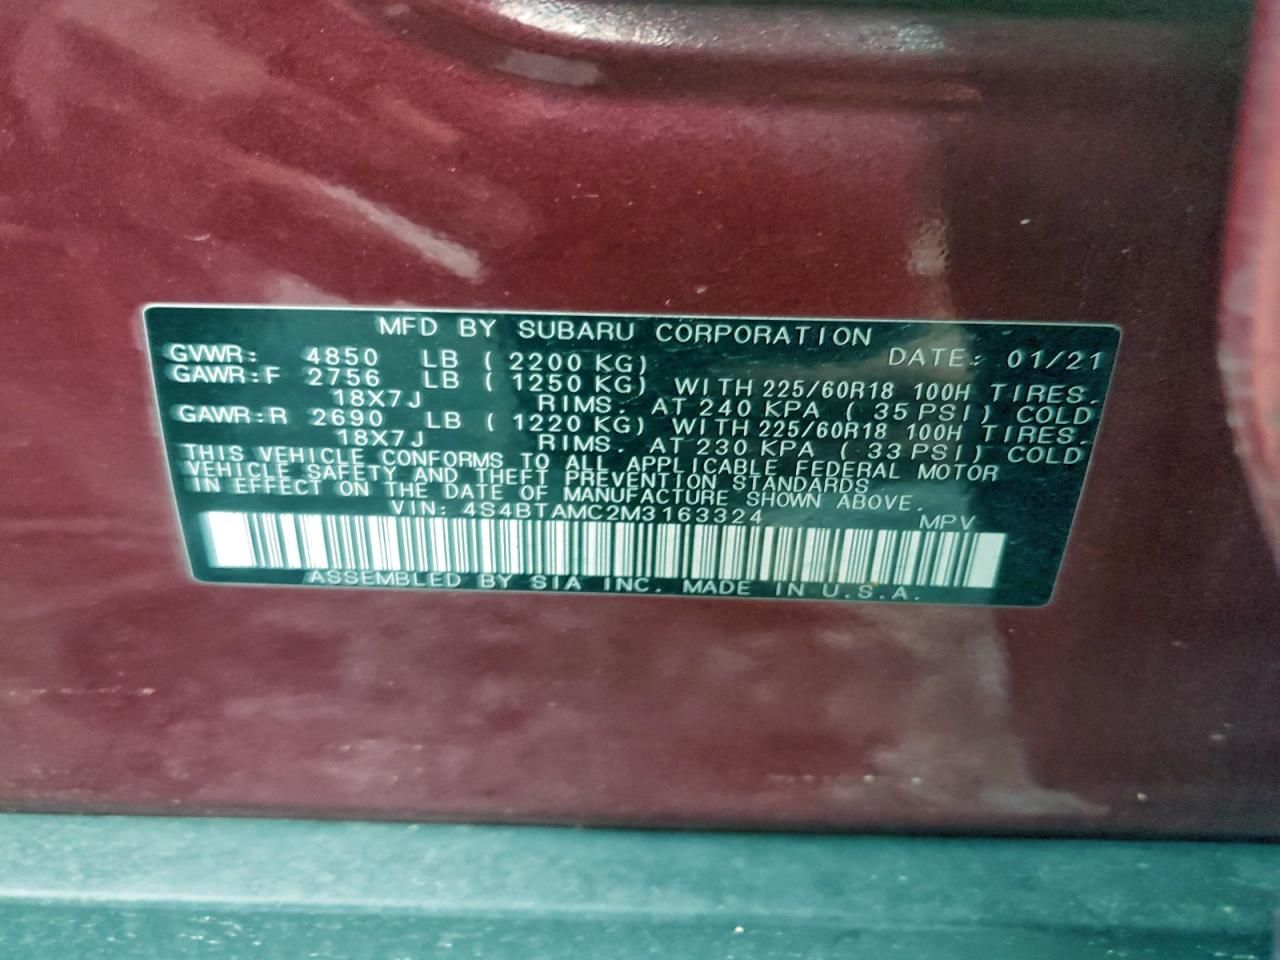 MFD BY SUBARU CORPORATION
GVWR: 4850 LB ( 2200 KG) DATE: 01/21
GAWR:F 2756 LB ( 1250 KG) WITH 225/60R18 100H TIRES.
18X7J RIMS. AT 240 KPA ( 35 PSI) COLD
GAWR:R 2690 LB ( 1220 KG) WITH 225/60R18 100H TIRES.
18X7J RIMS. AT 230 KPA ( 33 PSI) COLD
THIS VEHICLE CONFORMS TO ALL APPLICABLE FEDERAL MOTOR
VEHICLE SAFETY AND THEFT PREVENTION STANDARDS
IN EFFECT ON THE DATE OF MANUFACTURE SHOWN ABOVE.
VIN: 4S4BTAMC2M3163324 MPV
ASSEMBLED BY SIA INC. MADE IN U.S.A.